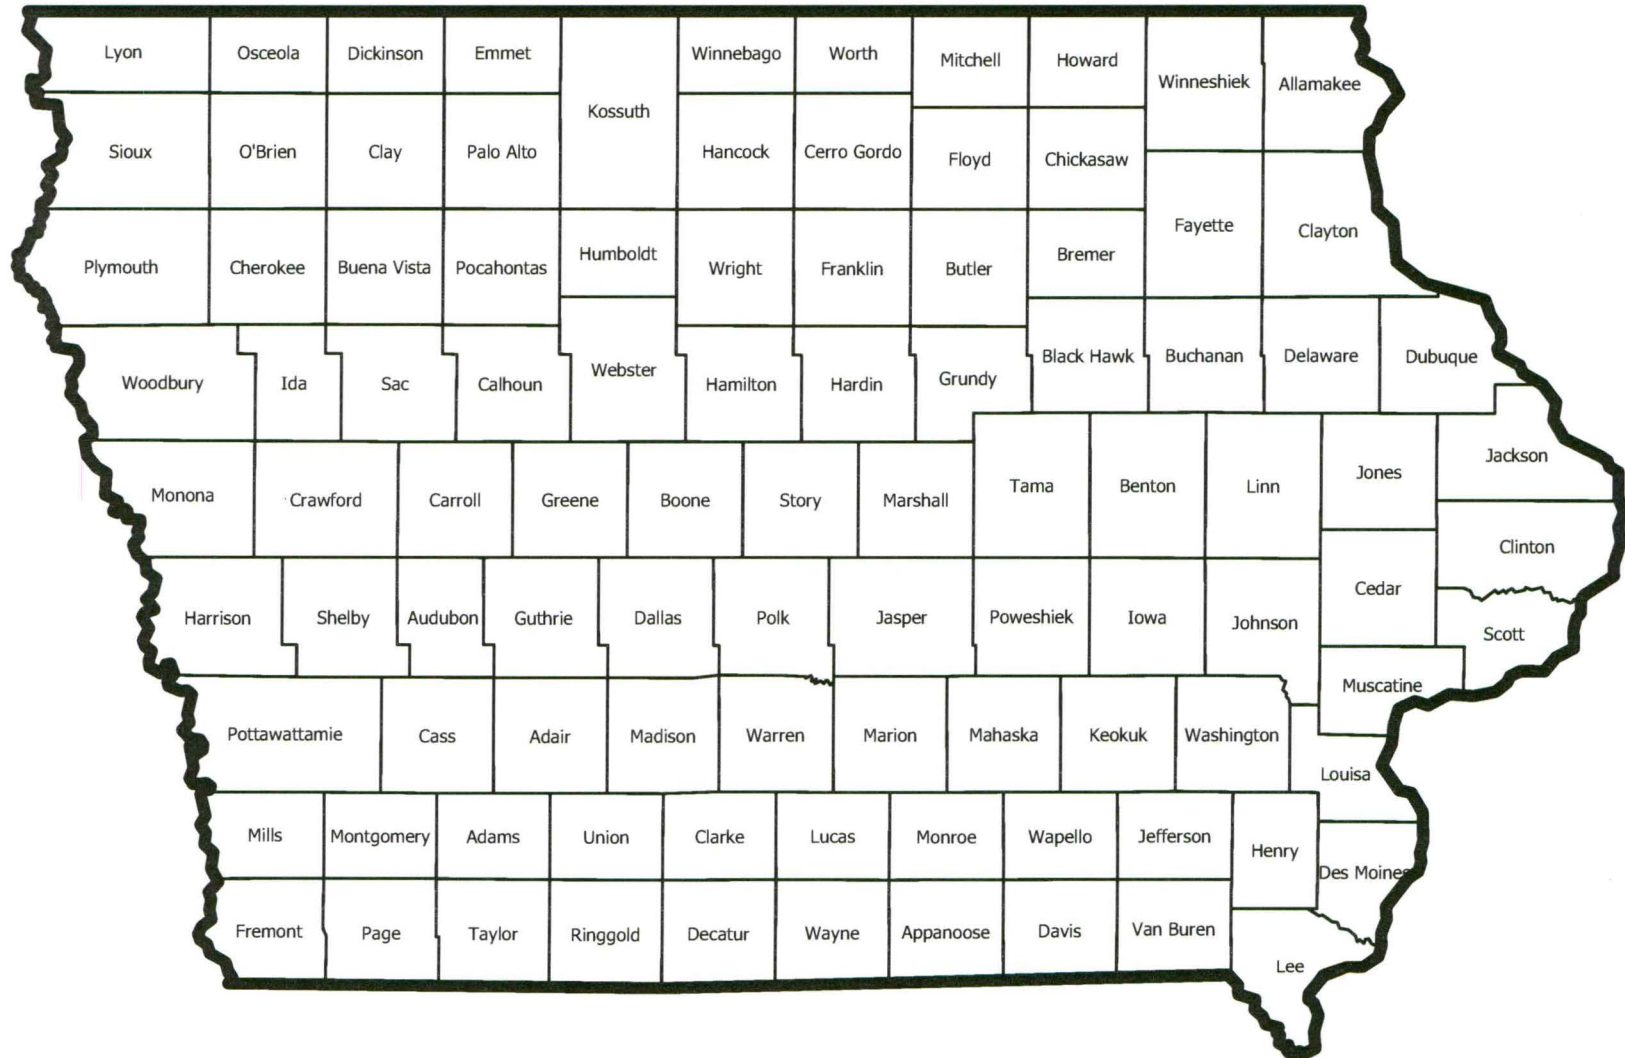 Lyon
Osceola
Dickinson
Emmet
Kossuth
Winnebago
Worth
Mitchell
Howard
Winneshiek
Allamakee
Sioux
O'Brien
Clay
Palo Alto
Hancock
Cerro Gordo
Floyd
Chickasaw
Fayette
Clayton
Plymouth
Cherokee
Buena Vista
Pocahontas
Humboldt
Wright
Franklin
Butler
Bremer
Woodbury
Ida
Sac
Calhoun
Webster
Hamilton
Hardin
Grundy
Black Hawk
Buchanan
Delaware
Dubuque
Monona
Crawford
Carroll
Greene
Boone
Story
Marshall
Tama
Benton
Linn
Jones
Jackson
Clinton
Harrison
Shelby
Audubon
Guthrie
Dallas
Polk
Jasper
Poweshiek
Iowa
Johnson
Cedar
Scott
Muscatine
Pottawattamie
Cass
Adair
Madison
Warren
Marion
Mahaska
Keokuk
Washington
Louisa
Mills
Montgomery
Adams
Union
Clarke
Lucas
Monroe
Wapello
Jefferson
Henry
Des Moines
Fremont
Page
Taylor
Ringgold
Decatur
Wayne
Appanoose
Davis
Van Buren
Lee